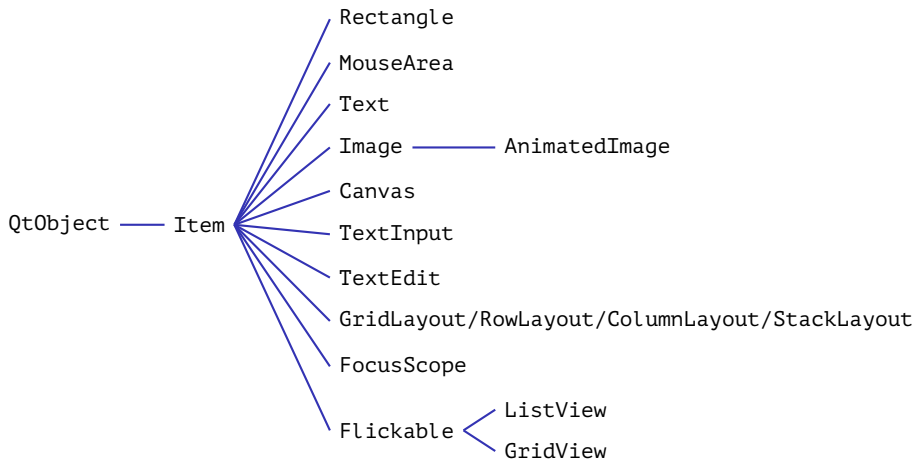 Rectangle
MouseArea
Text
Image
AnimatedImage
Canvas
QtObject
Item
TextInput
TextEdit
GridLayout/RowLayout/ColumnLayout/StackLayout
FocusScope
ListView
Flickable
GridView